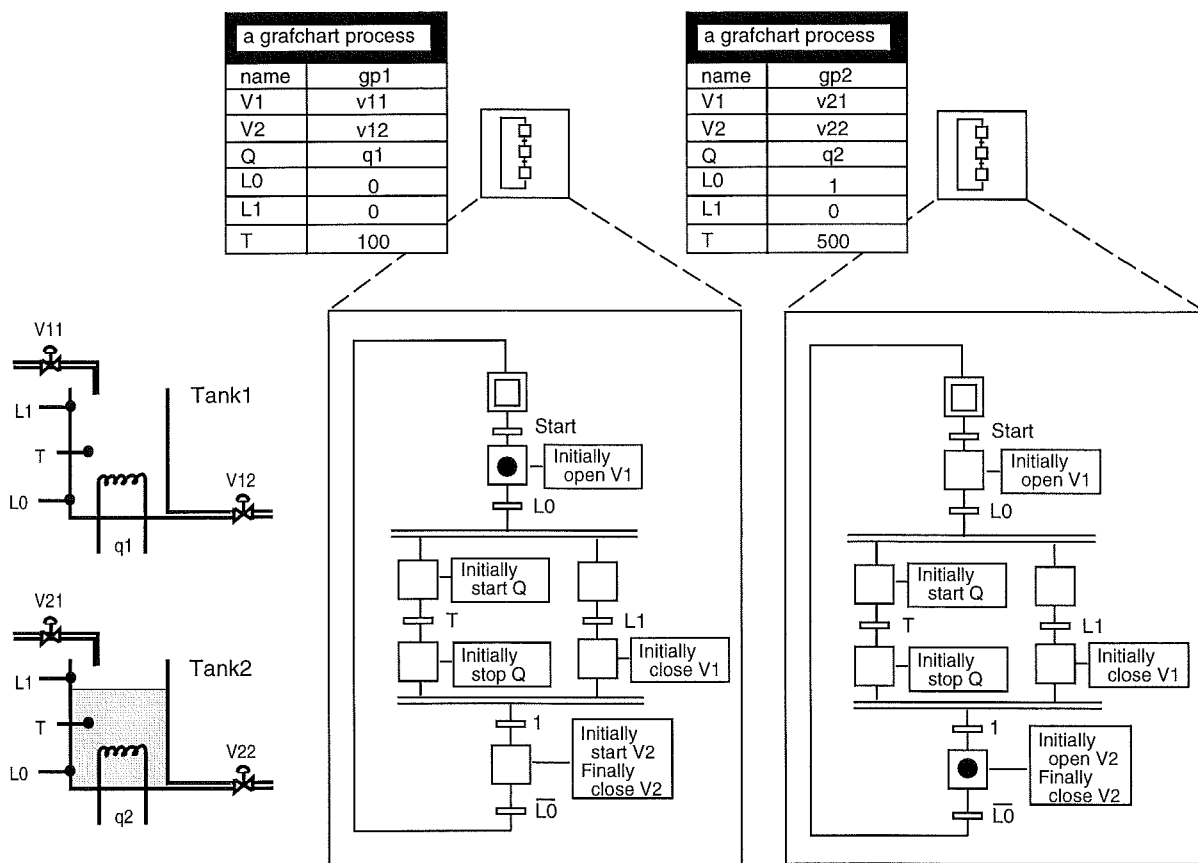 a grafchart process
name gp1
V1 v11
V2 v12
Q q1
L0 0
L1 0
T 100
a grafchart process
name gp2
V1 v21
V2 v22
Q q2
L0 1
L1 0
T 500
V11
Tank1
L1
T
L0
V12
q1
V21
Tank2
L1
T
L0
V22
q2
Start
Initially
open V1
L0
Initially
start Q
T
L1
Initially
stop Q
Initially
close V1
1
Initially
start V2
Finally
close V2
L̅0̅
Start
Initially
open V1
L0
Initially
start Q
T
L1
Initially
stop Q
Initially
close V1
1
Initially
open V2
Finally
close V2
L̅0̅